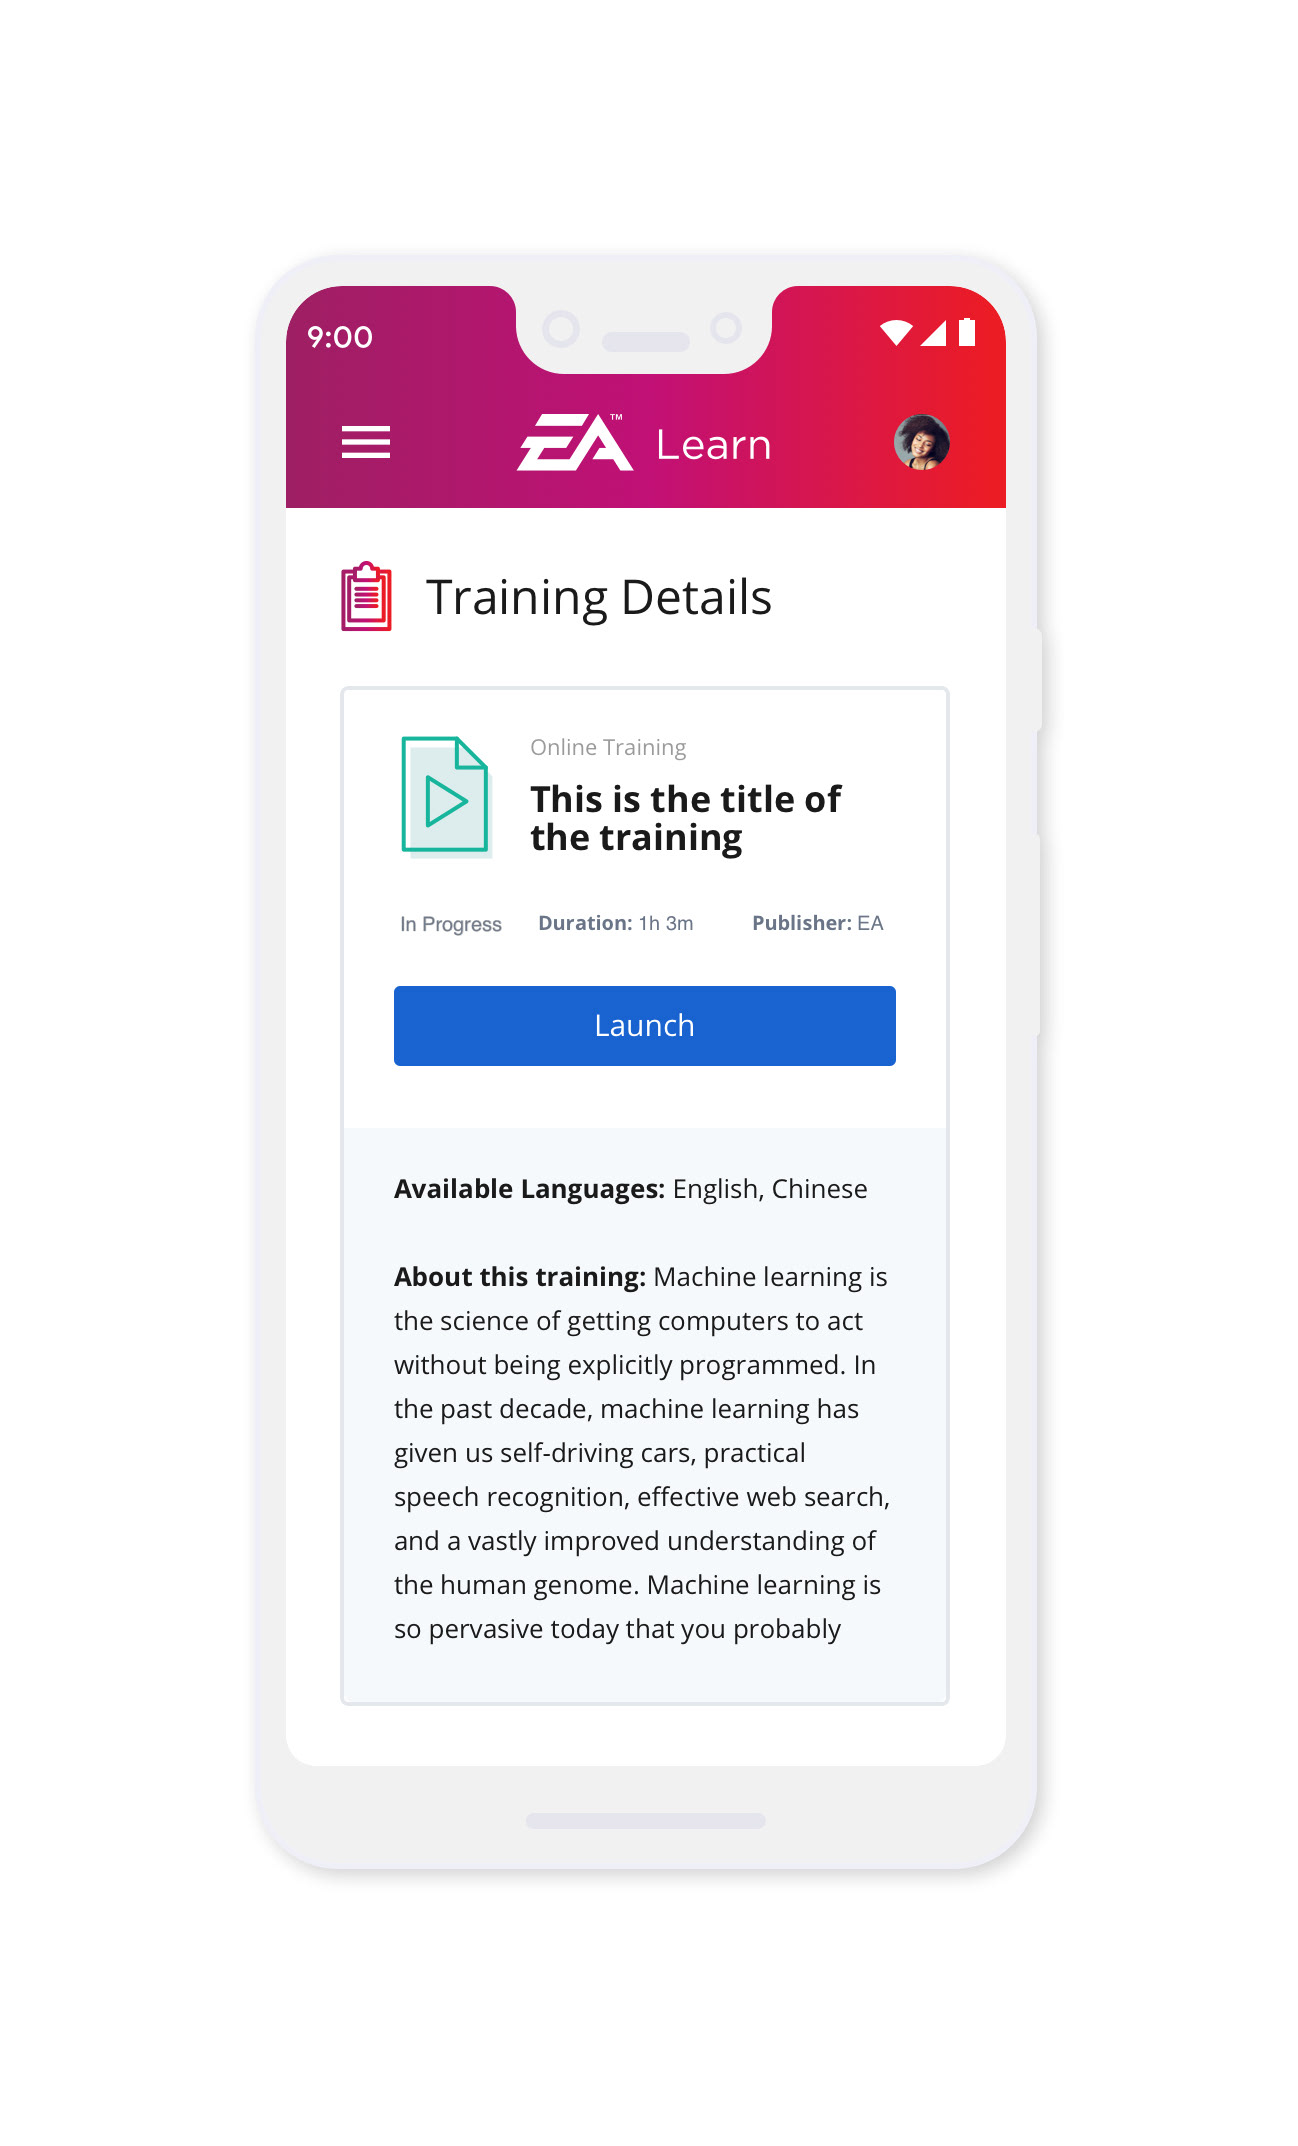 9:00
EA™ Learn
Training Details
Online Training
This is the title of
the training
In Progress Duration: 1h 3m Publisher: EA
Launch
Available Languages: English, Chinese
About this training: Machine learning is
the science of getting computers to act
without being explicitly programmed. In
the past decade, machine learning has
given us self-driving cars, practical
speech recognition, effective web search,
and a vastly improved understanding of
the human genome. Machine learning is
so pervasive today that you probably